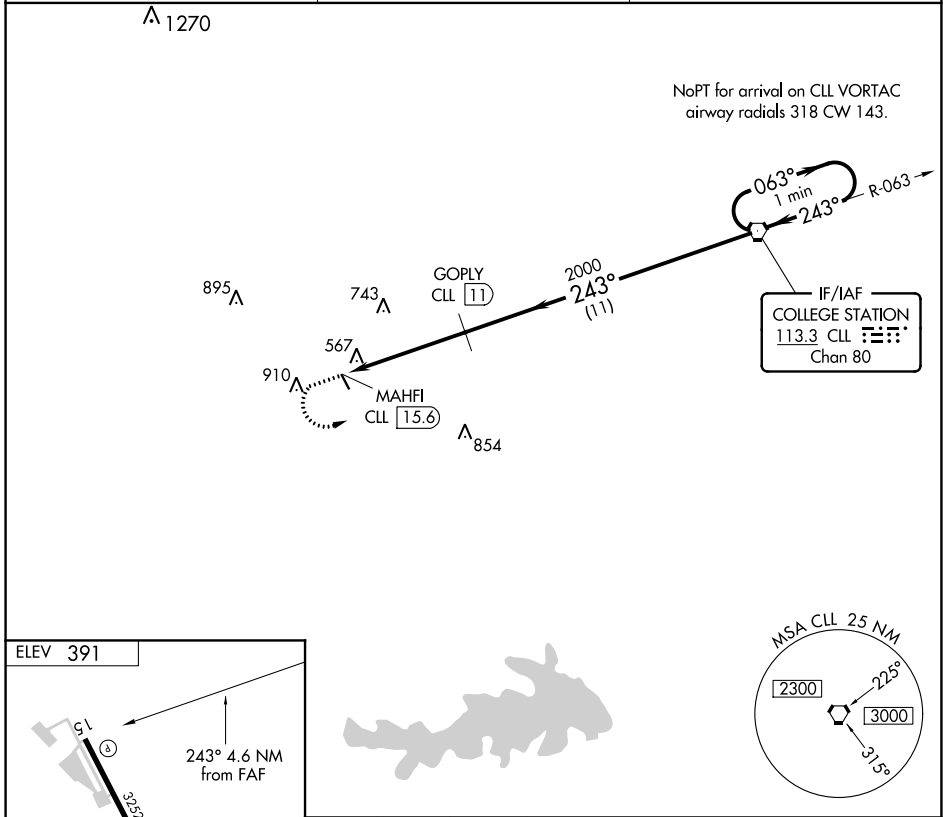 1270
NoPT for arrival on CLL VORTAC
airway radials 318 CW 143.
063°
1 min
243°
R-063
2000
243°
(11)
GOPLY
CLL 11
895
743
567
910
MAHFI
CLL 15.6
854
IF/IAF
COLLEGE STATION
113.3 CLL
Chan 80
ELEV 391
15
P
3252
243° 4.6 NM
from FAF
MSA CLL 25 NM
2300
225°
3000
315°